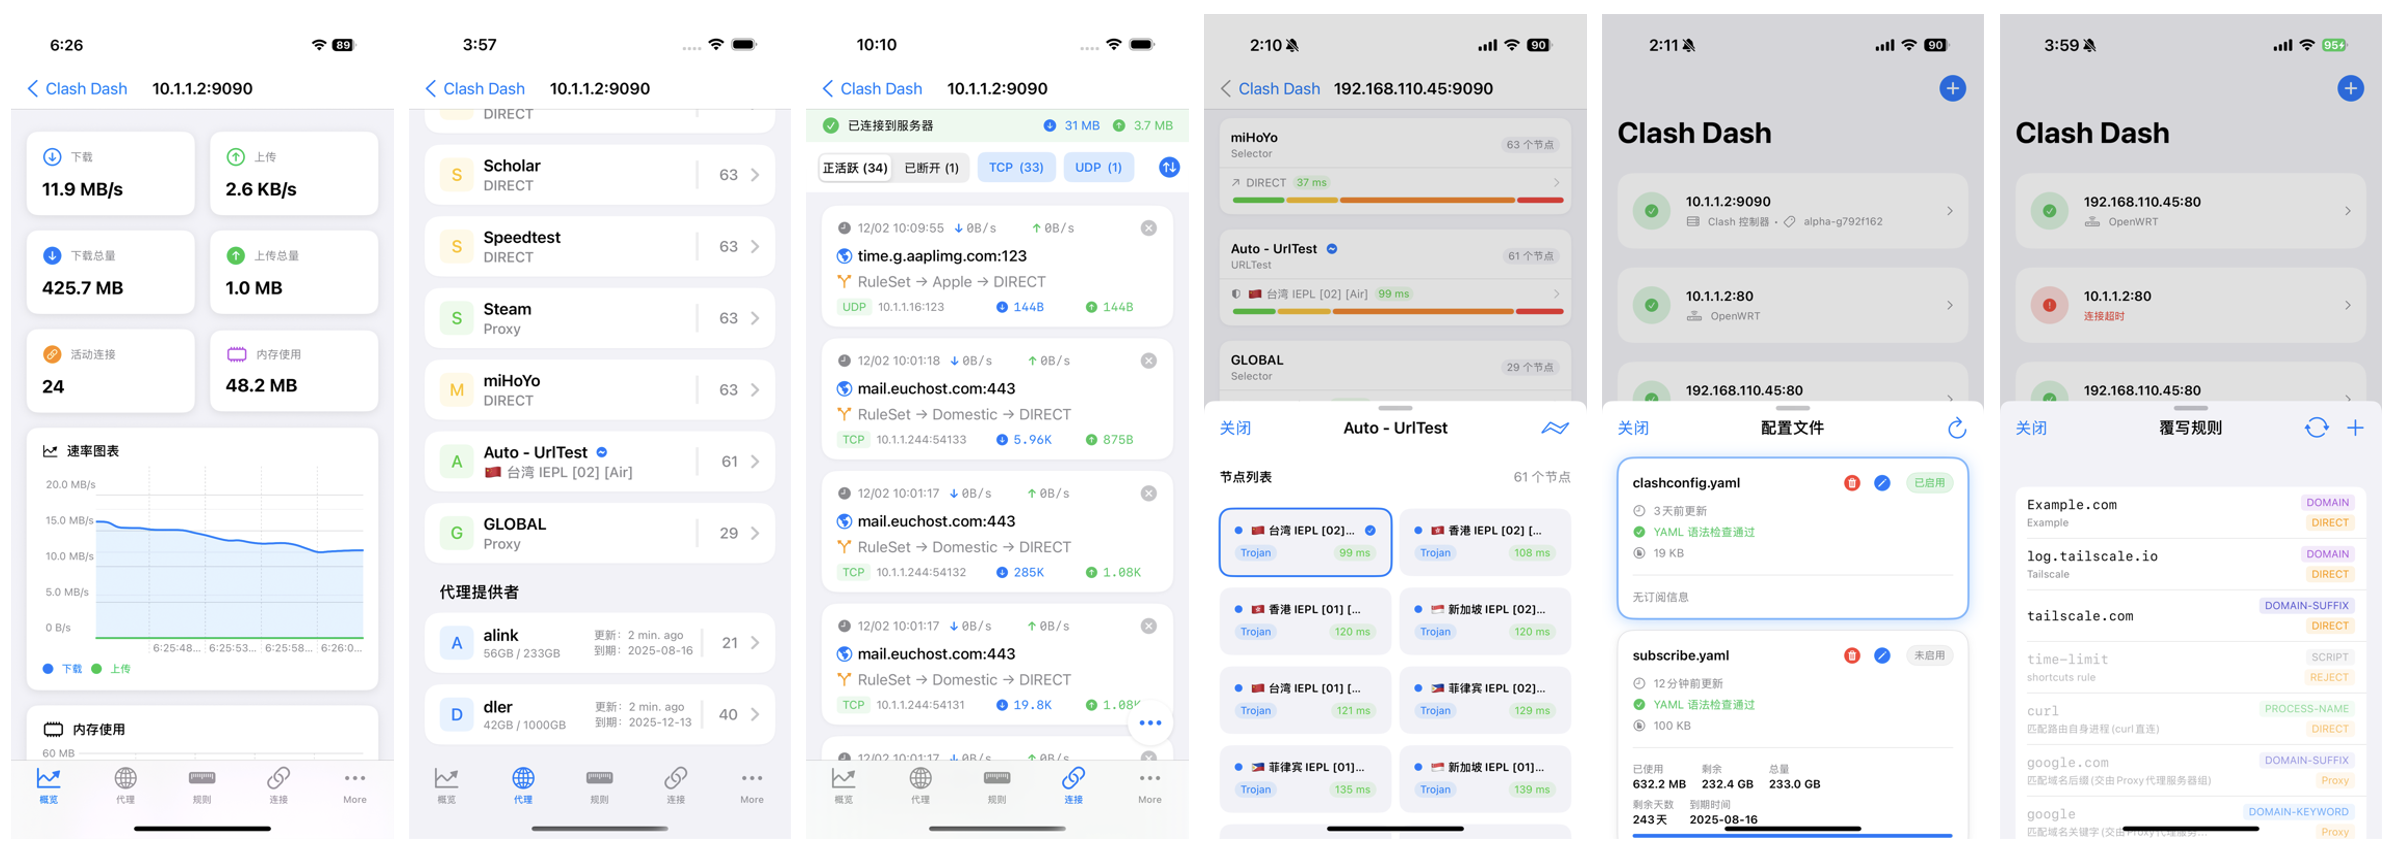 6:26
89
Clash Dash
10.1.1.2:9090
下载
11.9 MB/s
上传
2.6 KB/s
下载总量
425.7 MB
上传总量
1.0 MB
活动连接
24
内存使用
48.2 MB
速率图表
20.0 MB/s
15.0 MB/s
10.0 MB/s
5.0 MB/s
0 B/s
6:25:48... 6:25:53... 6:25:58... 6:26:0...
下载 上传
内存使用
60 MB
概览 代理 规则 连接 More
3:57
Clash Dash
10.1.1.2:9090
DIRECT
S
Scholar
DIRECT
63
S
Speedtest
DIRECT
63
S
Steam
Proxy
63
M
miHoYo
DIRECT
63
A
Auto - UrlTest
🇨🇳 台湾 IEPL [02] [Air]
61
G
GLOBAL
Proxy
29
代理提供者
A
alink
56GB / 233GB
更新: 2 min. ago
到期: 2025-08-16
21
D
dler
42GB / 1000GB
更新: 2 min. ago
到期: 2025-12-13
40
概览 代理 规则 连接 More
10:10
Clash Dash
10.1.1.2:9090
已连接到服务器
31 MB 3.7 MB
正活跃 (34) 已断开 (1) TCP (33) UDP (1)
12/02 10:09:55 ↓0B/s ↑0B/s
time.g.aaplimg.com:123
RuleSet → Apple → DIRECT
UDP 10.1.1.16:123 144B 144B
12/02 10:01:18 ↓0B/s ↑0B/s
mail.euchost.com:443
RuleSet → Domestic → DIRECT
TCP 10.1.1.244:54133 5.96K 875B
12/02 10:01:17 ↓0B/s ↑0B/s
mail.euchost.com:443
RuleSet → Domestic → DIRECT
TCP 10.1.1.244:54132 285K 1.08K
12/02 10:01:17 ↓0B/s ↑0B/s
mail.euchost.com:443
RuleSet → Domestic → DIRECT
TCP 10.1.1.244:54131 19.8K 1.08K
12/02 10:01:17 ↓0B/s ↑0B/s
概览 代理 规则 连接 More
2:10
90
Clash Dash
192.168.110.45:9090
miHoYo
Selector
63 个节点
DIRECT 37 ms
Auto - UrlTest
URLTest
61 个节点
🇨🇳 台湾 IEPL [02] [Air] 99 ms
GLOBAL
Selector
29 个节点
关闭
Auto - UrlTest
节点列表
61 个节点
🇨🇳 台湾 IEPL [02]...
Trojan 99 ms
🇭🇰 香港 IEPL [02] [...
Trojan 108 ms
🇭🇰 香港 IEPL [01] [...
Trojan 120 ms
🇸🇬 新加坡 IEPL [02]...
Trojan 120 ms
🇨🇳 台湾 IEPL [01] [...
Trojan 121 ms
🇵🇭 菲律宾 IEPL [02]...
Trojan 129 ms
🇵🇭 菲律宾 IEPL [01]...
Trojan 135 ms
🇸🇬 新加坡 IEPL [01]...
Trojan 139 ms
2:11
90
Clash Dash
10.1.1.2:9090
Clash 控制器 • alpha-g792f162
10.1.1.2:80
OpenWRT
192.168.110.45:80
关闭
配置文件
clashconfig.yaml
已启用
3天前更新
YAML 语法检查通过
19 KB
无订阅信息
subscribe.yaml
未启用
12分钟前更新
YAML 语法检查通过
100 KB
已使用 剩余 总量
632.2 MB 232.4 GB 233.0 GB
剩余天数 到期时间
243天 2025-08-16
3:59
95
Clash Dash
192.168.110.45:80
OpenWRT
10.1.1.2:80
连接超时
192.168.110.45:80
关闭
覆写规则
Example.com
Example
DOMAIN
DIRECT
log.tailscale.io
Tailscale
DOMAIN
DIRECT
tailscale.com
DOMAIN-SUFFIX
DIRECT
time-limit
shortcuts rule
SCRIPT
REJECT
curl
匹配路由自身进程 (curl 直连)
PROCESS-NAME
DIRECT
google.com
匹配域名后缀 (交由 Proxy 代理服务器组)
DOMAIN-SUFFIX
Proxy
google
匹配域名关键字 (交由 Proxy 代理服务...
DOMAIN-KEYWORD
Proxy